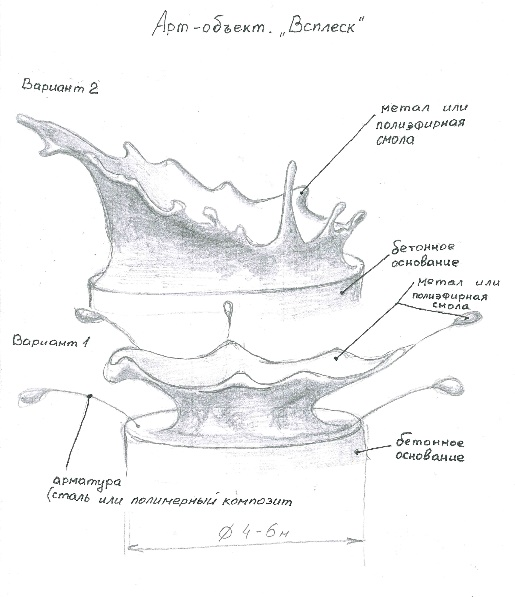 Арт-объект. „Всплеск"
Вариант 2
метал или
полиэфирная
смола
бетонное
основание
метал или
полиэфирная
смола
Вариант 1
бетонное
основание
арматура
(сталь или полимерный композит
Ø 4-6м